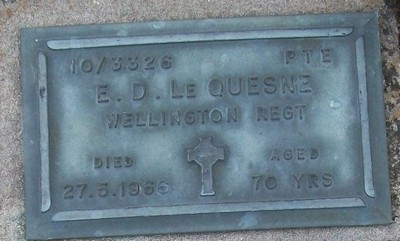 10/3326 PTE
E. D. LE QUESNE
WELLINGTON REGT
DIED AGED
27.5.1966 70 YRS